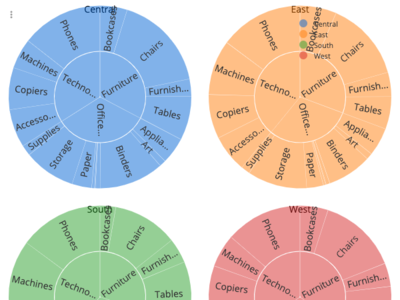 Central
Bookcases
Phones
Chairs
Machines
Techno...
Furniture
Furnish...
Copiers
Tables
Office...
Accesso...
Supplies
Storage
Paper
Binders
Art
Applia...
East
Central
East
South
West
Bookcases
Phones
Chairs
Machines
Techno...
Furniture
Furnish...
Copiers
Tables
Office...
Accesso...
Supplies
Storage
Paper
Binders
Art
Applia...
South
Bookcases
Phones
Chairs
Machines
Techno...
Furniture
Furnish...
Tables
West
Bookcases
Phones
Chairs
Machines
Techno...
Furniture
Furnish...
Copiers